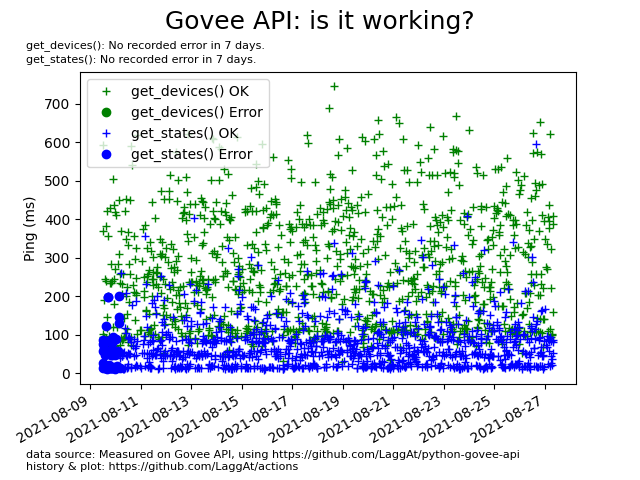 Govee API: is it working?
get_devices(): No recorded error in 7 days.
get_states(): No recorded error in 7 days.
get_devices() OK
get_devices() Error
get_states() OK
get_states() Error
Ping (ms)
700
600
500
400
300
200
100
0
2021-08-09
2021-08-11
2021-08-13
2021-08-15
2021-08-17
2021-08-19
2021-08-21
2021-08-23
2021-08-25
2021-08-27
data source: Measured on Govee API, using https://github.com/LaggAt/python-govee-api
history & plot: https://github.com/LaggAt/actions